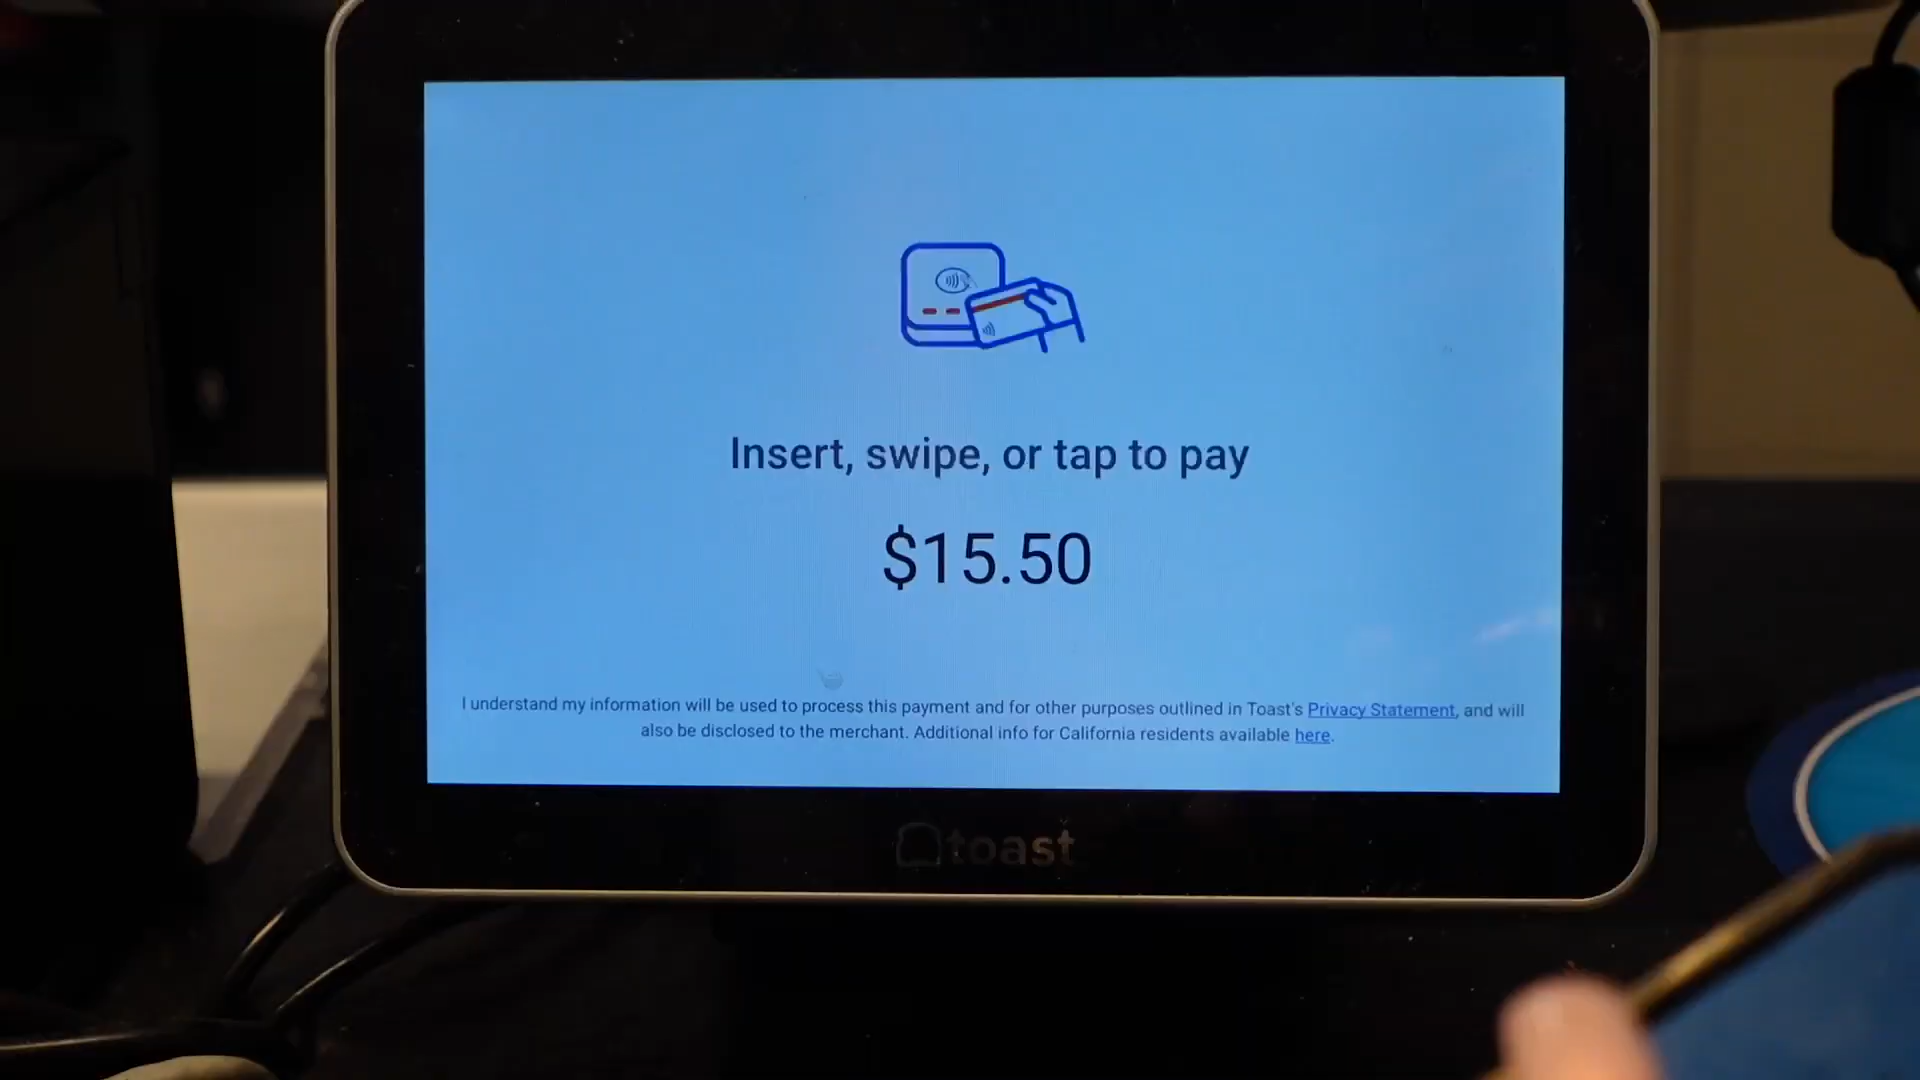 Insert, swipe, or tap to pay
$15.50
I understand my information will be used to process this payment and for other purposes outlined in Toast's Privacy Statement, and will
also be disclosed to the merchant. Additional info for California residents available here.
toast